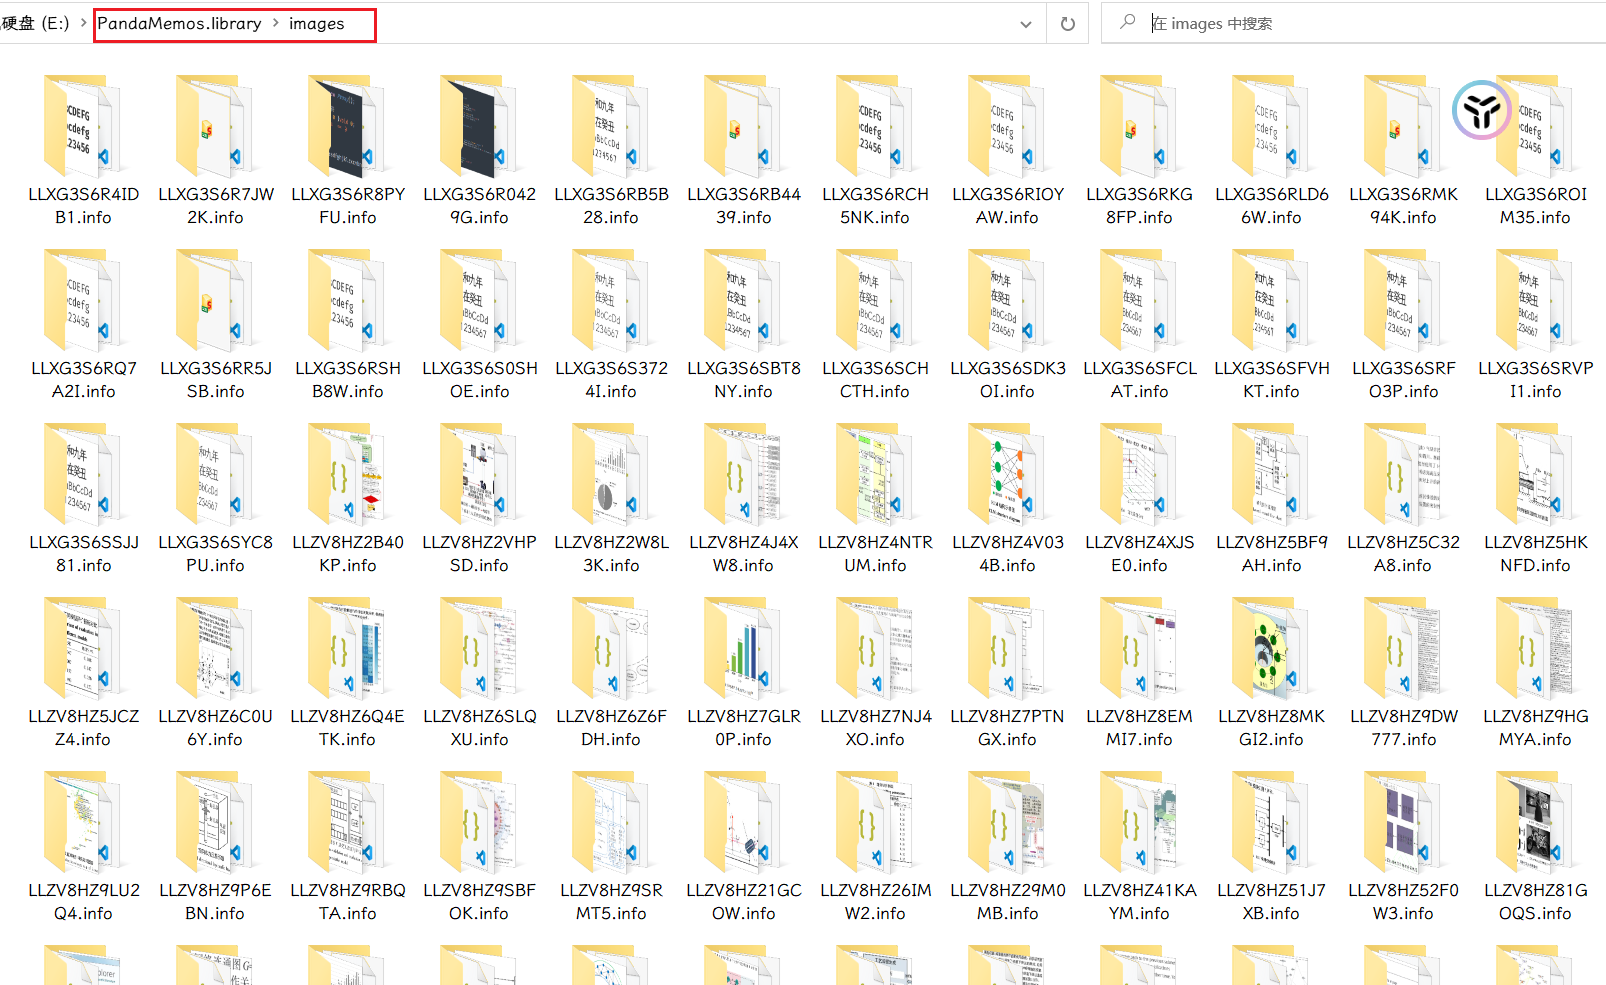 硬盘 (E:) > PandaMemos.library > images
在 images 中搜索
LLXG3S6R4IDB1.info
LLXG3S6R7JW2K.info
LLXG3S6R8PYFU.info
LLXG3S6R0429G.info
LLXG3S6RB5B28.info
LLXG3S6RB4439.info
LLXG3S6RCH5NK.info
LLXG3S6RIOYAW.info
LLXG3S6RKG8FP.info
LLXG3S6RLD66W.info
LLXG3S6RMK94K.info
LLXG3S6ROIM35.info
LLXG3S6RQ7A2I.info
LLXG3S6RR5JSB.info
LLXG3S6RSHB8W.info
LLXG3S6S0SHOE.info
LLXG3S6S3724I.info
LLXG3S6SBT8NY.info
LLXG3S6SCHCTH.info
LLXG3S6SDK3OI.info
LLXG3S6SFCLAT.info
LLXG3S6SFVHKT.info
LLXG3S6SRFO3P.info
LLXG3S6SRVPI1.info
LLXG3S6SSJJ81.info
LLXG3S6SYC8PU.info
LLZV8HZ2B40KP.info
LLZV8HZ2VHPSD.info
LLZV8HZ2W8L3K.info
LLZV8HZ4J4XW8.info
LLZV8HZ4NTRUM.info
LLZV8HZ4V034B.info
LLZV8HZ4XJSE0.info
LLZV8HZ5BF9AH.info
LLZV8HZ5C32A8.info
LLZV8HZ5HKNFD.info
LLZV8HZ5JCZZ4.info
LLZV8HZ6C0U6Y.info
LLZV8HZ6Q4ETK.info
LLZV8HZ6SLQXU.info
LLZV8HZ6Z6FDH.info
LLZV8HZ7GLR0P.info
LLZV8HZ7NJ4XO.info
LLZV8HZ7PTNGX.info
LLZV8HZ8EMMI7.info
LLZV8HZ8MKGI2.info
LLZV8HZ9DW777.info
LLZV8HZ9HGMYA.info
LLZV8HZ9LU2Q4.info
LLZV8HZ9P6EBN.info
LLZV8HZ9RBQTA.info
LLZV8HZ9SBFOK.info
LLZV8HZ9SRMT5.info
LLZV8HZ21GCOW.info
LLZV8HZ26IMW2.info
LLZV8HZ29M0MB.info
LLZV8HZ41KAYM.info
LLZV8HZ51J7XB.info
LLZV8HZ52F0W3.info
LLZV8HZ81GOQS.info